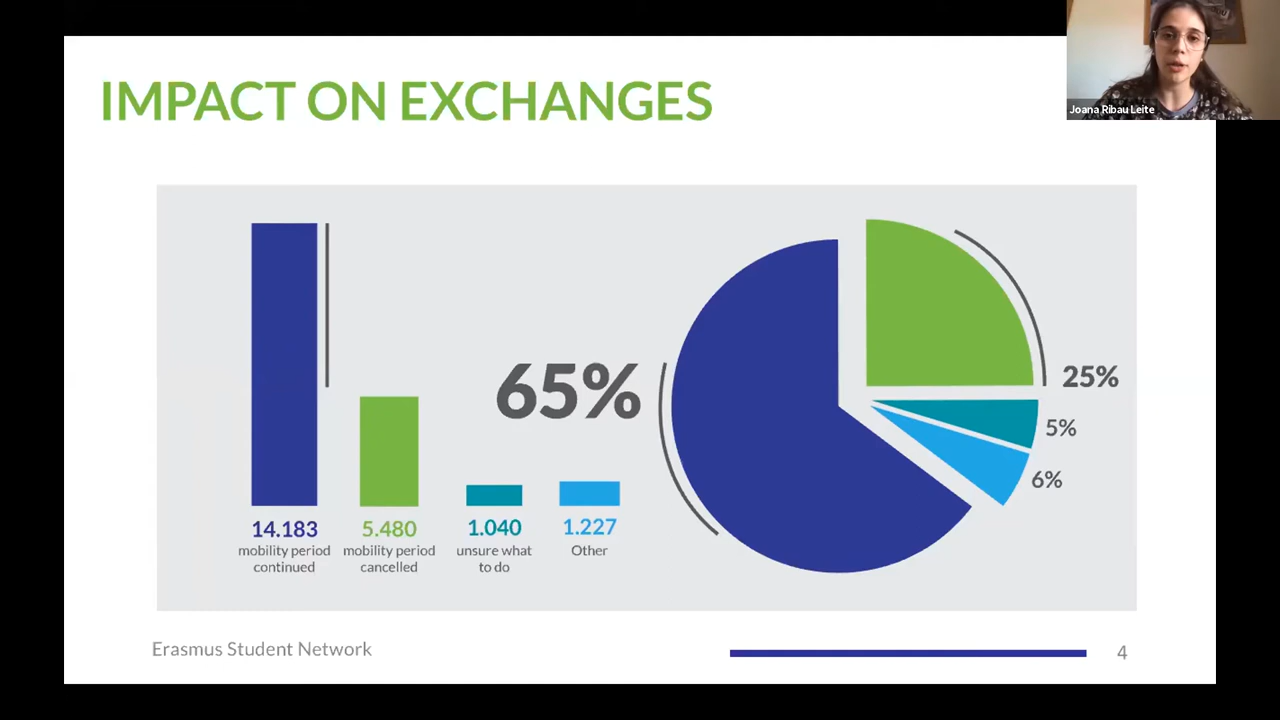 IMPACT ON EXCHANGES
Joana Ribau Leite
65%
25%
5%
6%
14.183
mobility period
continued
5.480
mobility period
cancelled
1.040
unsure what
to do
1.227
Other
Erasmus Student Network
4